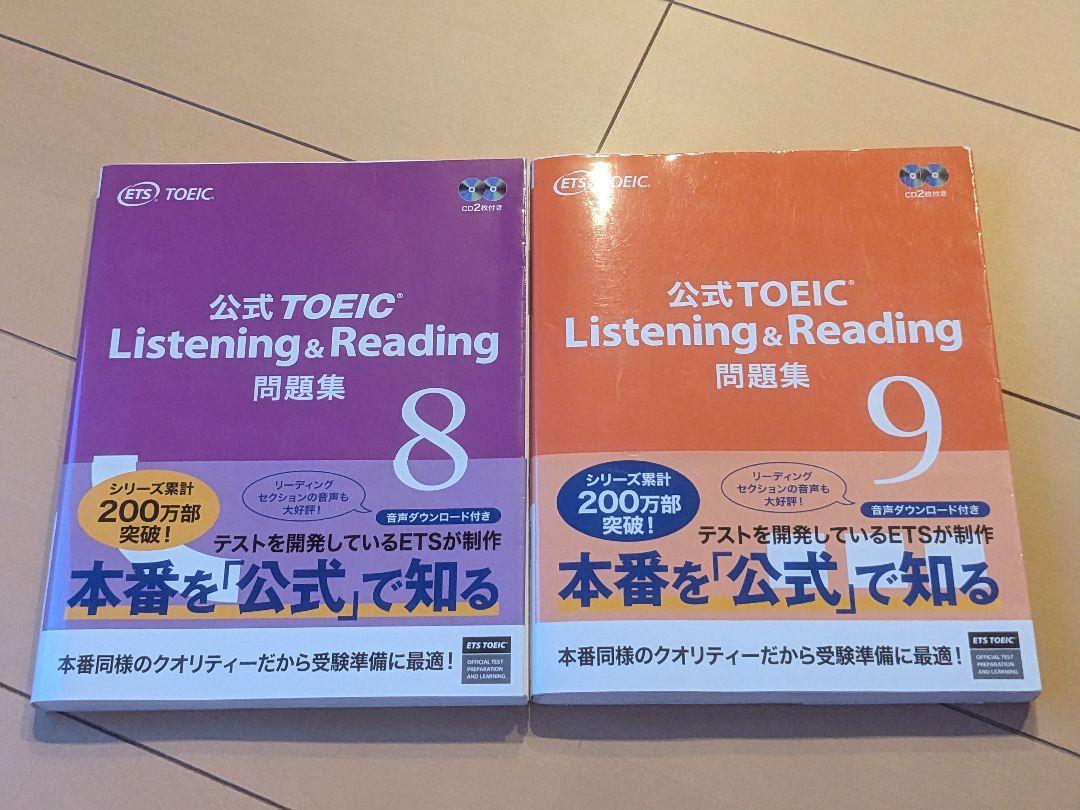 ETS TOEIC®
CD2枚付き
公式 TOEIC®
Listening & Reading
問題集
8
シリーズ累計
200万部
突破!
リーディング
セクションの音声も
大好評!
音声ダウンロード付き
テストを開発しているETSが制作
本番を「公式」で知る
本番同様のクオリティーだから受験準備に最適!
ETS TOEIC®
OFFICIAL TEST
PREPARATION
AND LEARNING
ETS TOEIC®
CD2枚付き
公式 TOEIC®
Listening & Reading
問題集
9
シリーズ累計
200万部
突破!
リーディング
セクションの音声も
大好評!
音声ダウンロード付き
テストを開発しているETSが制作
本番を「公式」で知る
本番同様のクオリティーだから受験準備に最適!
ETS TOEIC®
OFFICIAL TEST
PREPARATION
AND LEARNING